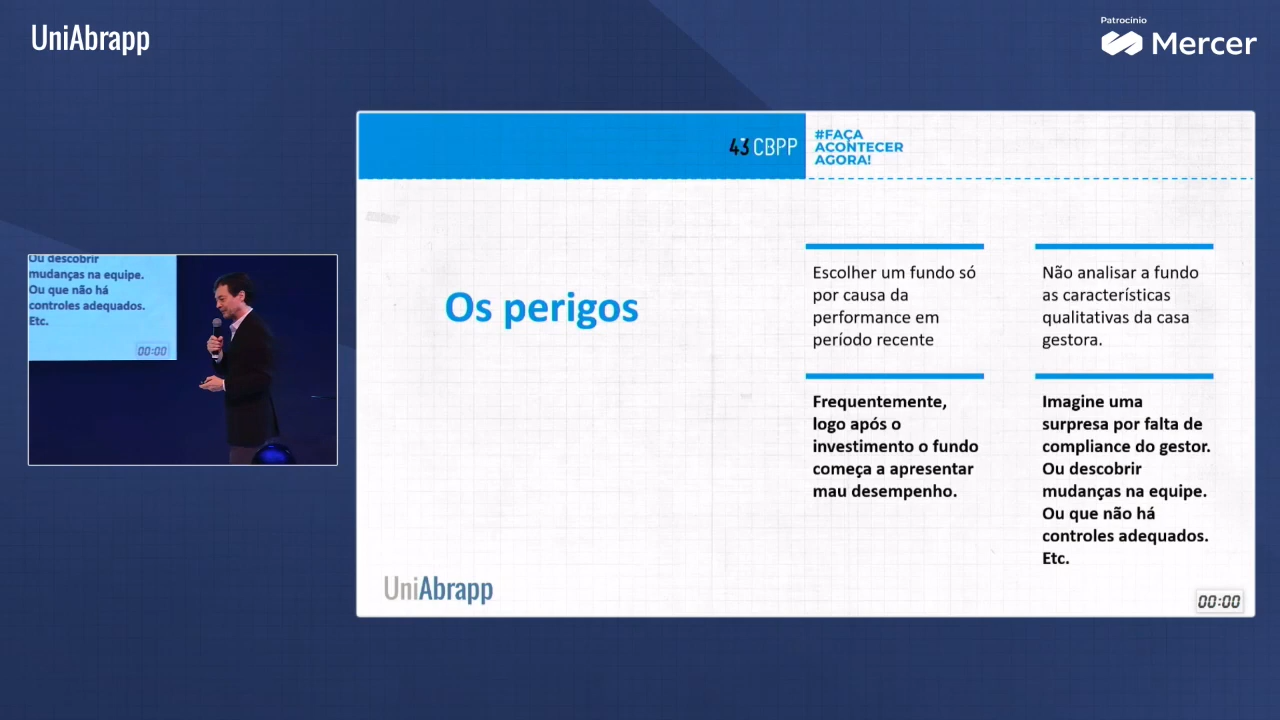 UniAbrapp
Patrocínio
Mercer
43 CBPP
#FAÇA
ACONTECER
AGORA!
Os perigos
Escolher um fundo só
por causa da
performance em
período recente
Não analisar a fundo
as características
qualitativas da casa
gestora.
Frequentemente,
logo após o
investimento o fundo
começa a apresentar
mau desempenho.
Imagine uma
surpresa por falta de
compliance do gestor.
Ou descobrir
mudanças na equipe.
Ou que não há
controles adequados.
Etc.
UniAbrapp
00:00
Ou descobrir
mudanças na equipe.
Ou que não há
controles adequados.
Etc.
00:00